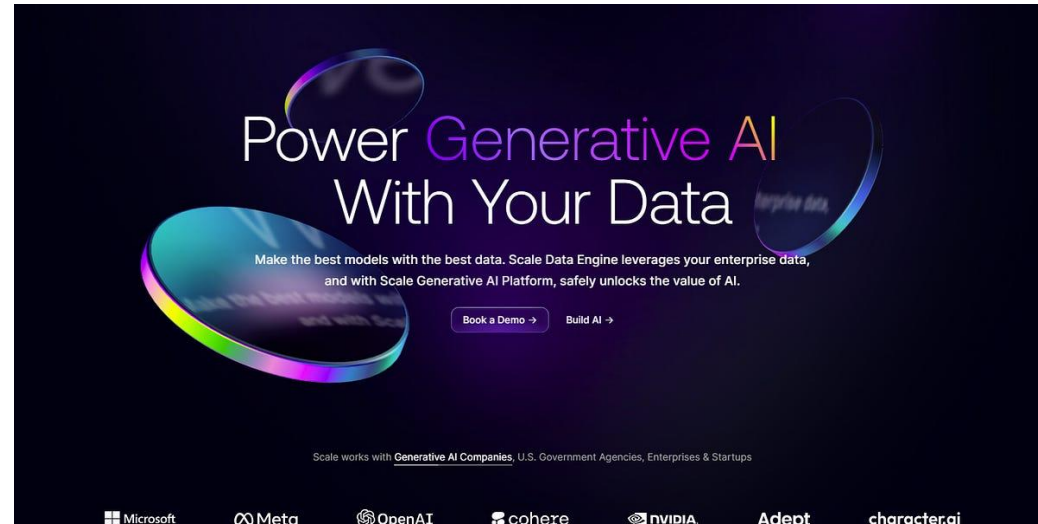 Power Generative AI
With Your Data
Make the best models with the best data. Scale Data Engine leverages your enterprise data,
and with Scale Generative AI Platform, safely unlocks the value of AI.
Book a Demo → Build AI →
Scale works with Generative AI Companies, U.S. Government Agencies, Enterprises & Startups
Microsoft Meta OpenAI cohere NVIDIA. Adept character.ai